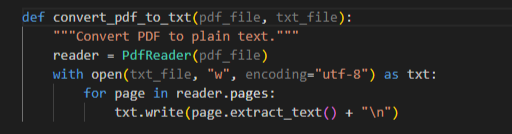 def convert_pdf_to_txt(pdf_file, txt_file):
    """Convert PDF to plain text."""
    reader = PdfReader(pdf_file)
    with open(txt_file, "w", encoding="utf-8") as txt:
        for page in reader.pages:
            txt.write(page.extract_text() + "\n")